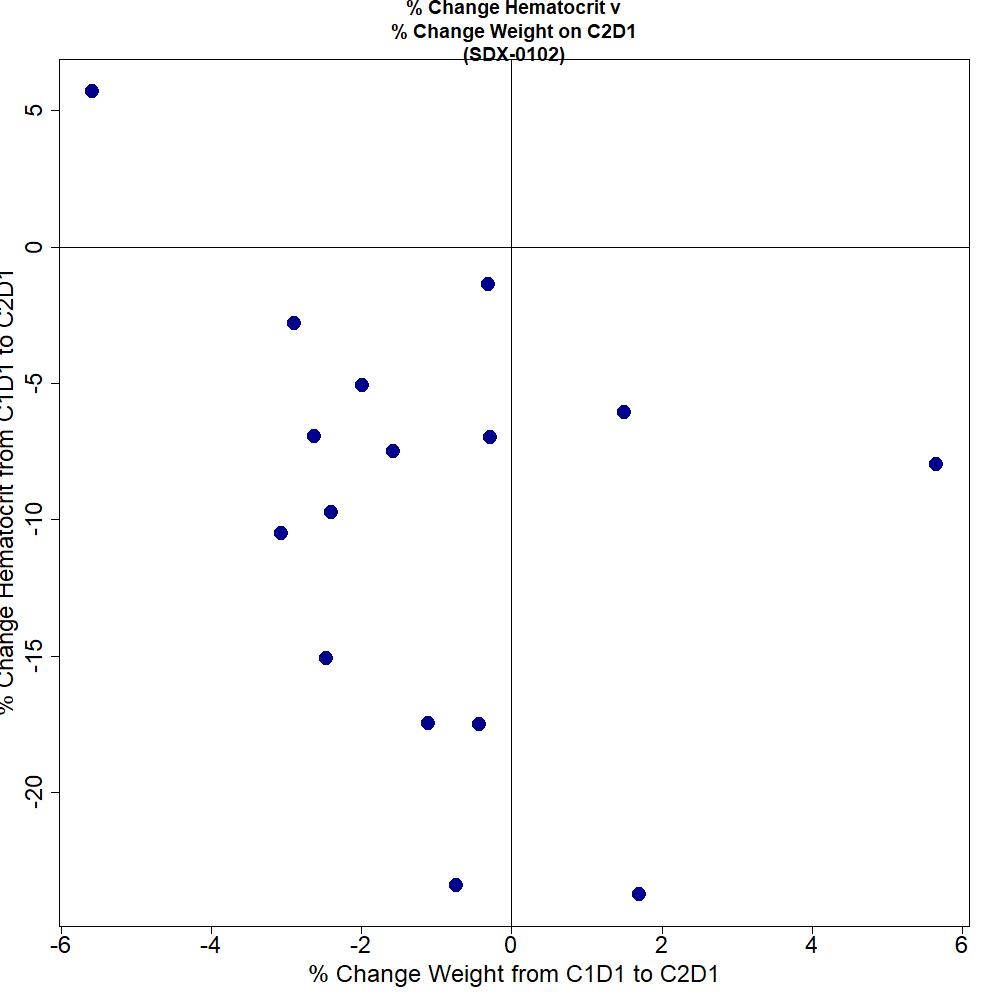 % Change Hematocrit v
% Change Weight on C2D1
(SDX-0102)
% Change Hematocrit from C1D1 to C2D1
5
0
-5
-10
-15
-20
-6
-4
-2
0
2
4
6
% Change Weight from C1D1 to C2D1